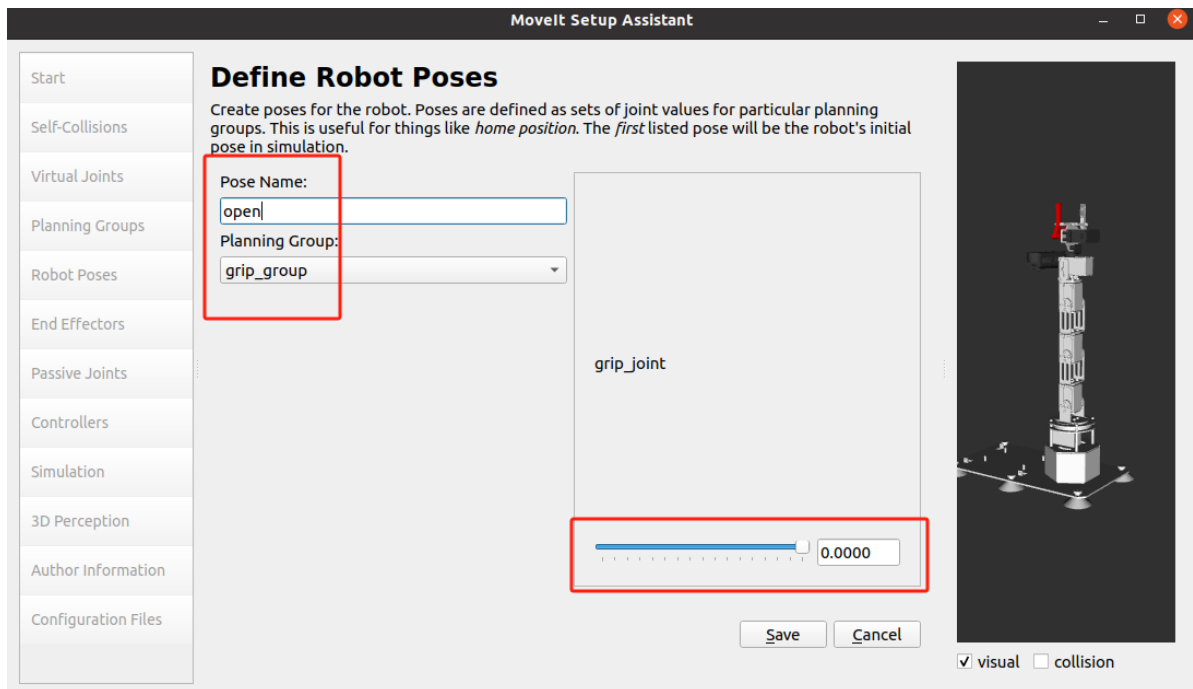 MoveIt Setup Assistant
Start
Self-Collisions
Virtual Joints
Planning Groups
Robot Poses
End Effectors
Passive Joints
Controllers
Simulation
3D Perception
Author Information
Configuration Files
Define Robot Poses
Create poses for the robot. Poses are defined as sets of joint values for particular planning
groups. This is useful for things like home position. The first listed pose will be the robot's initial
pose in simulation.
Pose Name:
open
Planning Group:
grip_group
grip_joint
0.0000
Save
Cancel
visual
collision